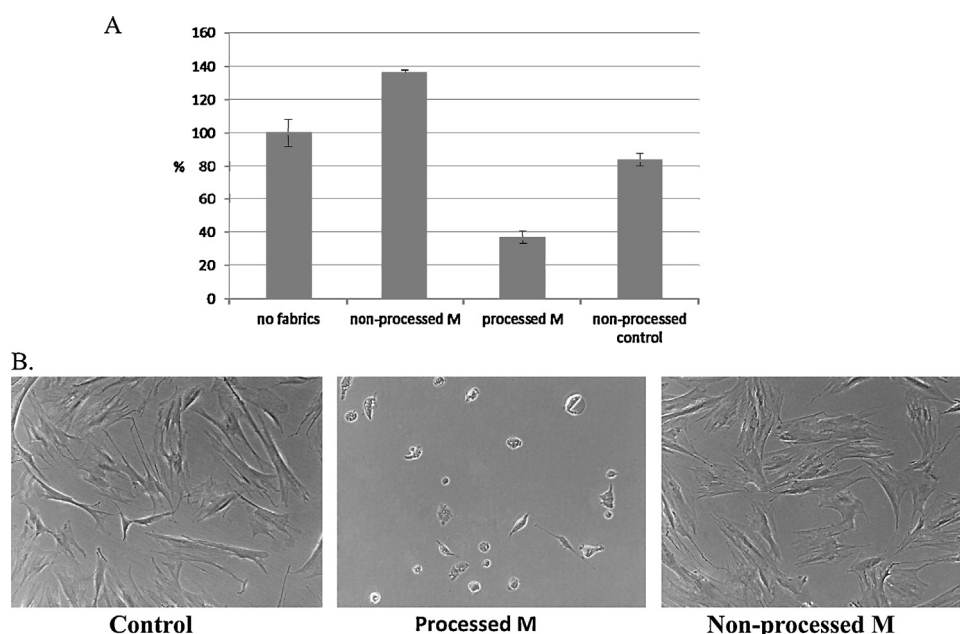 A
160
140
120
100
%
80
60
40
20
0
no fabrics non-processed M processed M non-processed
control
B.
Control Processed M Non-processed M